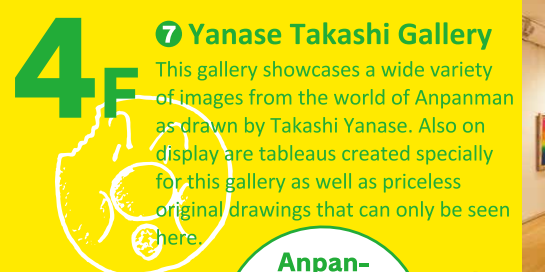 4F
7 Yanase Takashi Gallery
This gallery showcases a wide variety
of images from the world of Anpanman
as drawn by Takashi Yanase. Also on
display are tableaus created specially
for this gallery as well as priceless
original drawings that can only be seen
here.
Anpan-